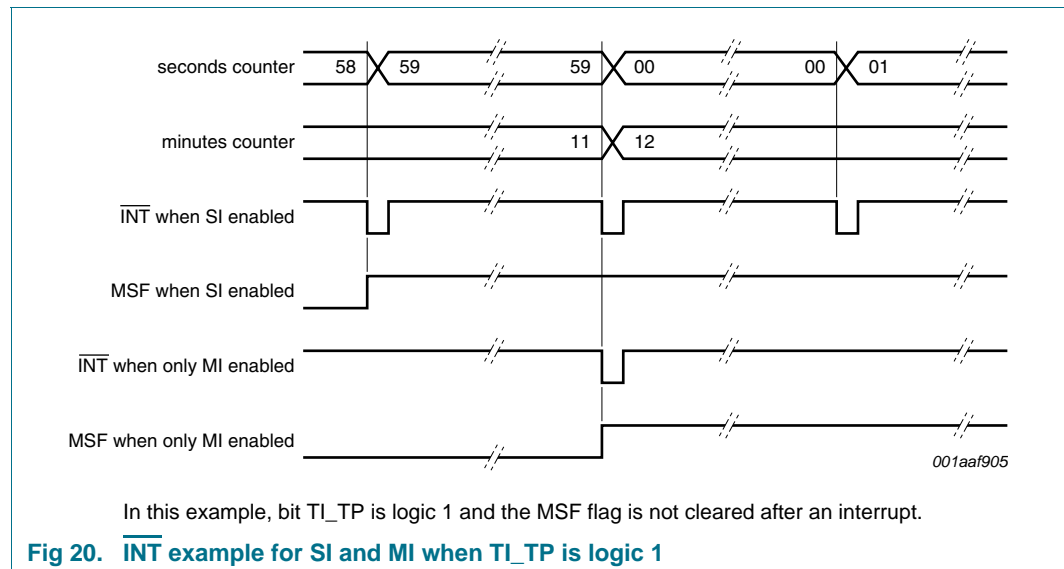 seconds counter 58 59 59 00 00 01
minutes counter 11 12
INT when SI enabled
MSF when SI enabled
INT when only MI enabled
MSF when only MI enabled
001aaf905
In this example, bit TI_TP is logic 1 and the MSF flag is not cleared after an interrupt.
Fig 20. INT example for SI and MI when TI_TP is logic 1